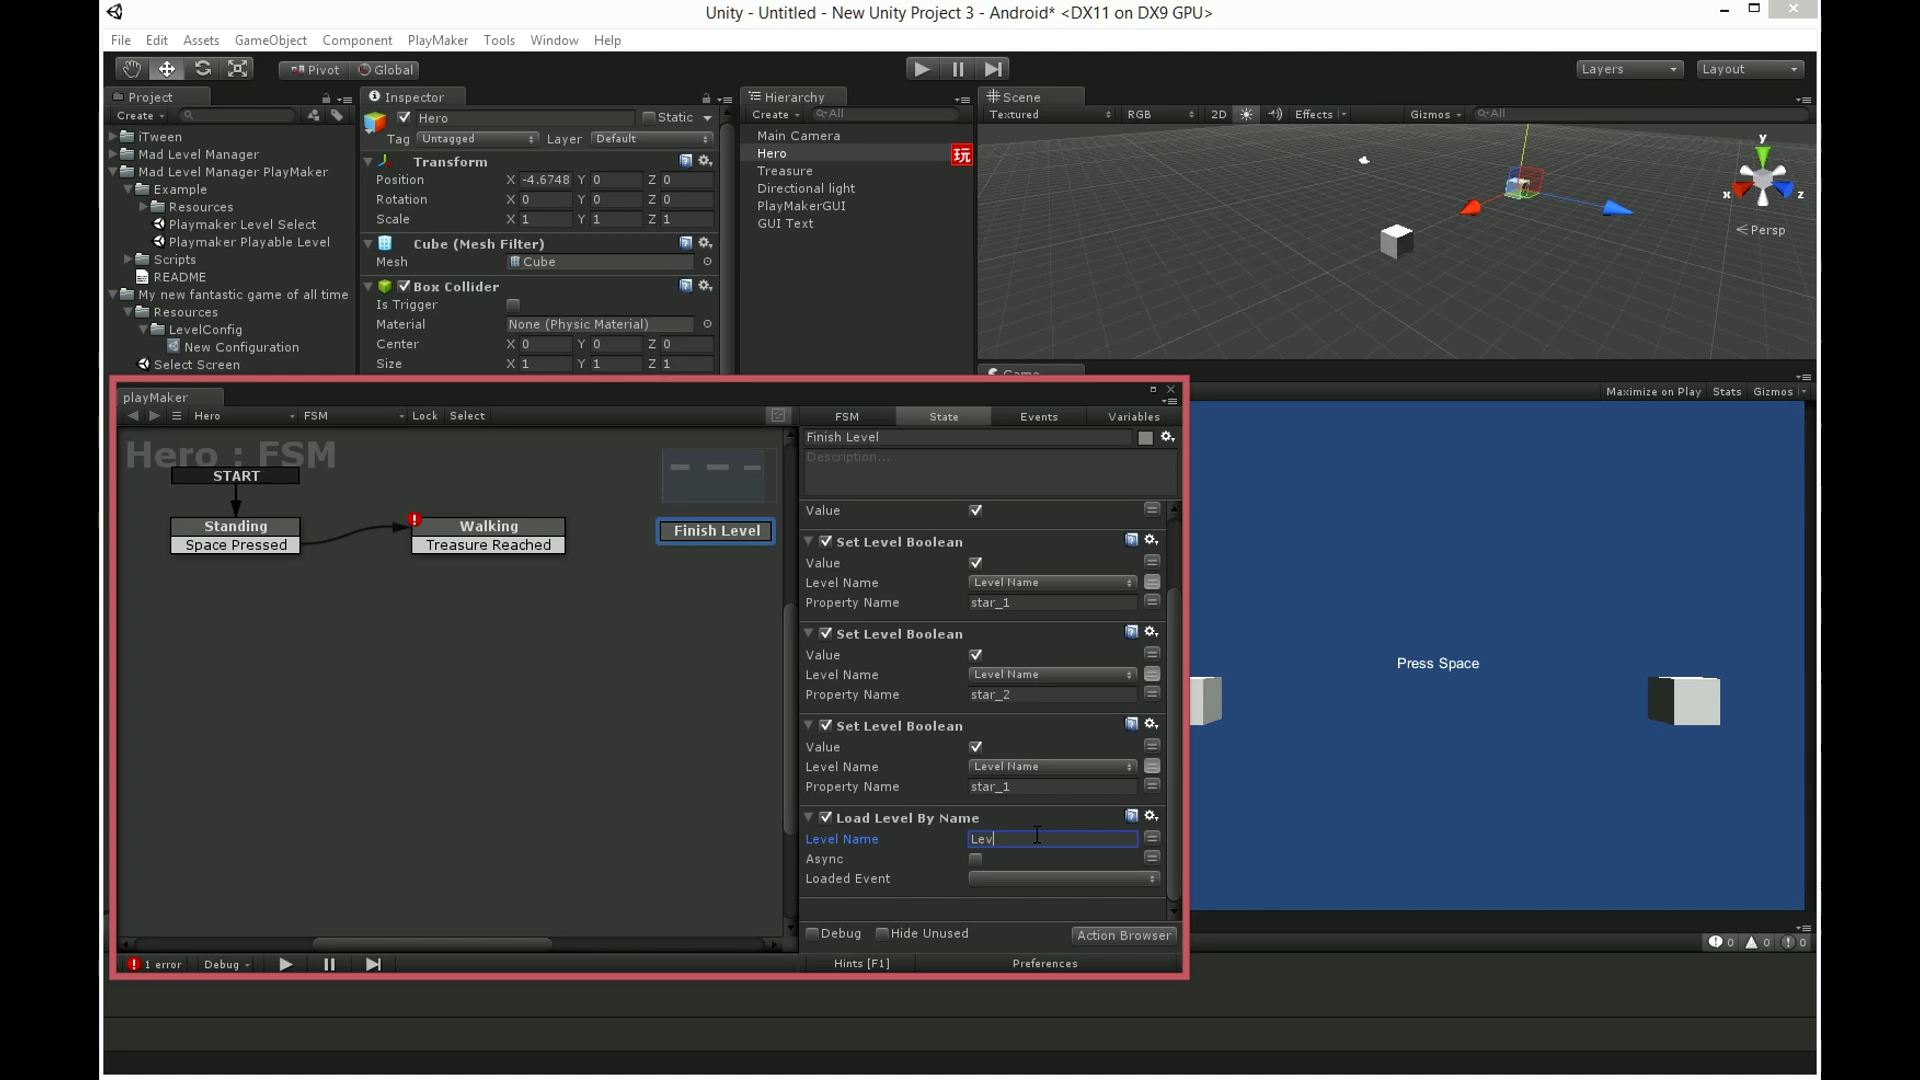 Unity - Untitled - New Unity Project 3 - Android* <DX11 on DX9 GPU>
File Edit Assets GameObject Component PlayMaker Tools Window Help
Pivot Global Layers Layout
Project
Create
iTween
Mad Level Manager
Mad Level Manager PlayMaker
Example
Resources
Playmaker Level Select
Playmaker Playable Level
Scripts
README
My new fantastic game of all time
Resources
LevelConfig
New Configuration
Select Screen
Inspector
Hero Static
Tag Untagged Layer Default
Transform
Position X -4.6748 Y 0 Z 0
Rotation X 0 Y 0 Z 0
Scale X 1 Y 1 Z 1
Cube (Mesh Filter)
Mesh Cube
Box Collider
Is Trigger
Material None (Physic Material)
Center X 0 Y 0 Z 0
Size X 1 Y 1 Z 1
Hierarchy
Create All
Main Camera
Hero 玩
Treasure
Directional light
PlayMakerGUI
GUI Text
Scene
Textured RGB 2D Effects Gizmos All
y
x z
Persp
Game
Maximize on Play Stats Gizmos
Press Space
playMaker
Hero FSM Lock Select
Hero : FSM
START
Standing
Space Pressed
Walking
Treasure Reached
Finish Level
FSM State Events Variables
Finish Level
Description...
Value
Set Level Boolean
Value
Level Name Level Name
Property Name star_1
Set Level Boolean
Value
Level Name Level Name
Property Name star_2
Set Level Boolean
Value
Level Name Level Name
Property Name star_1
Load Level By Name
Level Name Lev
Async
Loaded Event
Debug Hide Unused Action Browser
1 error Debug Hints [F1] Preferences
0 0 0